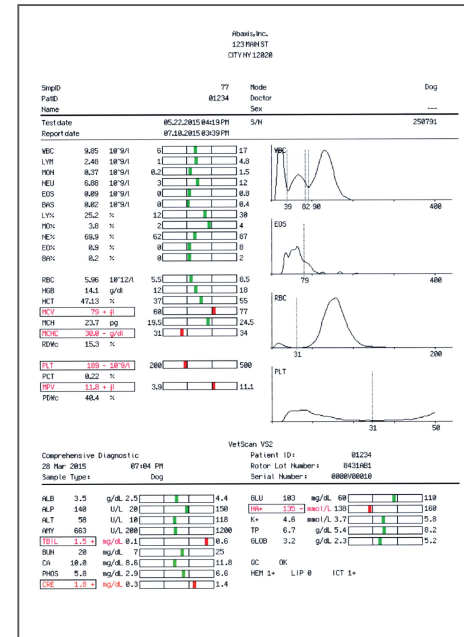 Abaxis, Inc.
123 MAIN ST
CITY NY 12020
SmpID 77 Mode Dog
PatID 01234 Doctor
Name Sex ---
Test date 05.22.2015 04:19 PM S/N 250791
Report date 07.10.2015 03:39 PM
WBC 9.85 10^9/l 6 17
LYM 2.48 10^9/l 1 4.8
MON 0.37 10^9/l 0.2 1.5
NEU 6.88 10^9/l 3 12
EOS 0.09 10^9/l 0 0.8
BAS 0.02 10^9/l 0 0.4
LY% 25.2 % 12 30
MO% 3.8 % 2 4
NE% 69.9 % 62 87
EO% 0.9 % 0 8
BA% 0.2 % 0 2
WBC
39 82 90 400
EOS
79 400
RBC 5.96 10^12/l 5.5 8.5
HGB 14.1 g/dl 12 18
HCT 47.13 % 37 55
MCV 79 + fl 60 77
MCH 23.7 pg 19.5 24.5
MCHC 30.0 - g/dl 31 34
RDWc 15.3 %
RBC
31 200
PLT 189 - 10^9/l 200 500
PCT 0.22 %
MPV 11.8 + fl 3.9 11.1
PDWc 40.4 %
PLT
31 50
VetScan VS2
Comprehensive Diagnostic Patient ID: 01234
28 Mar 2015 07:04 PM Rotor Lot Number: 8431AB1
Sample Type: Dog Serial Number: 0000V00010
ALB 3.5 g/dL 2.5 4.4 GLU 103 mg/dL 60 110
ALP 140 U/L 20 150 NA+ 135 - mmol/L 138 160
ALT 58 U/L 10 118 K+ 4.6 mmol/L 3.7 5.8
AMY 663 U/L 200 1200 TP 6.7 g/dL 5.4 8.2
TBIL 1.5 + mg/dL 0.1 0.6 GLOB 3.2 g/dL 2.3 5.2
BUN 20 mg/dL 7 25
CA 10.0 mg/dL 8.6 11.8 QC OK
PHOS 5.8 mg/dL 2.9 6.6 HEM 1+ LIP 0 ICT 1+
CRE 1.8 + mg/dL 0.3 1.4